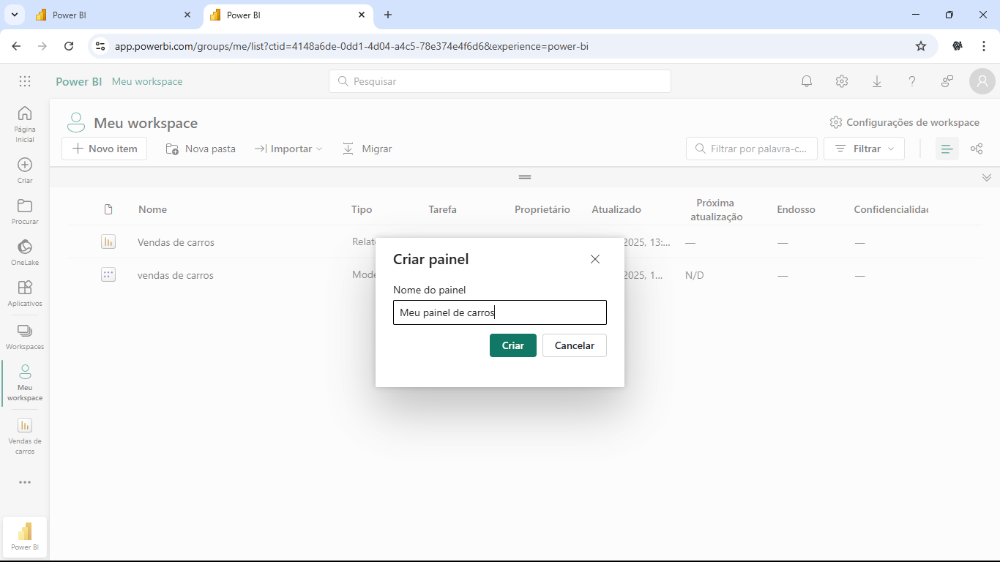 Power BI
Power BI
app.powerbi.com/groups/me/list?ctid=4148a6de-0dd1-4d04-a4c5-78e374e4f6d6&experience=power-bi
Power BI Meu workspace
Pesquisar
Página
Inicial
Criar
Procurar
OneLake
Aplicativos
Workspaces
Meu
workspace
Vendas de
carros
Power BI
Meu workspace
Configurações de workspace
Novo item
Nova pasta
Importar
Migrar
Filtrar por palavra-c...
Filtrar
Nome
Tipo
Tarefa
Proprietário
Atualizado
Próxima
atualização
Endosso
Confidencialidad
Vendas de carros
Relat
2025, 13:...
—
—
—
vendas de carros
Mode
2025, 1...
N/D
—
—
Criar painel
Nome do painel
Meu painel de carros
Criar
Cancelar